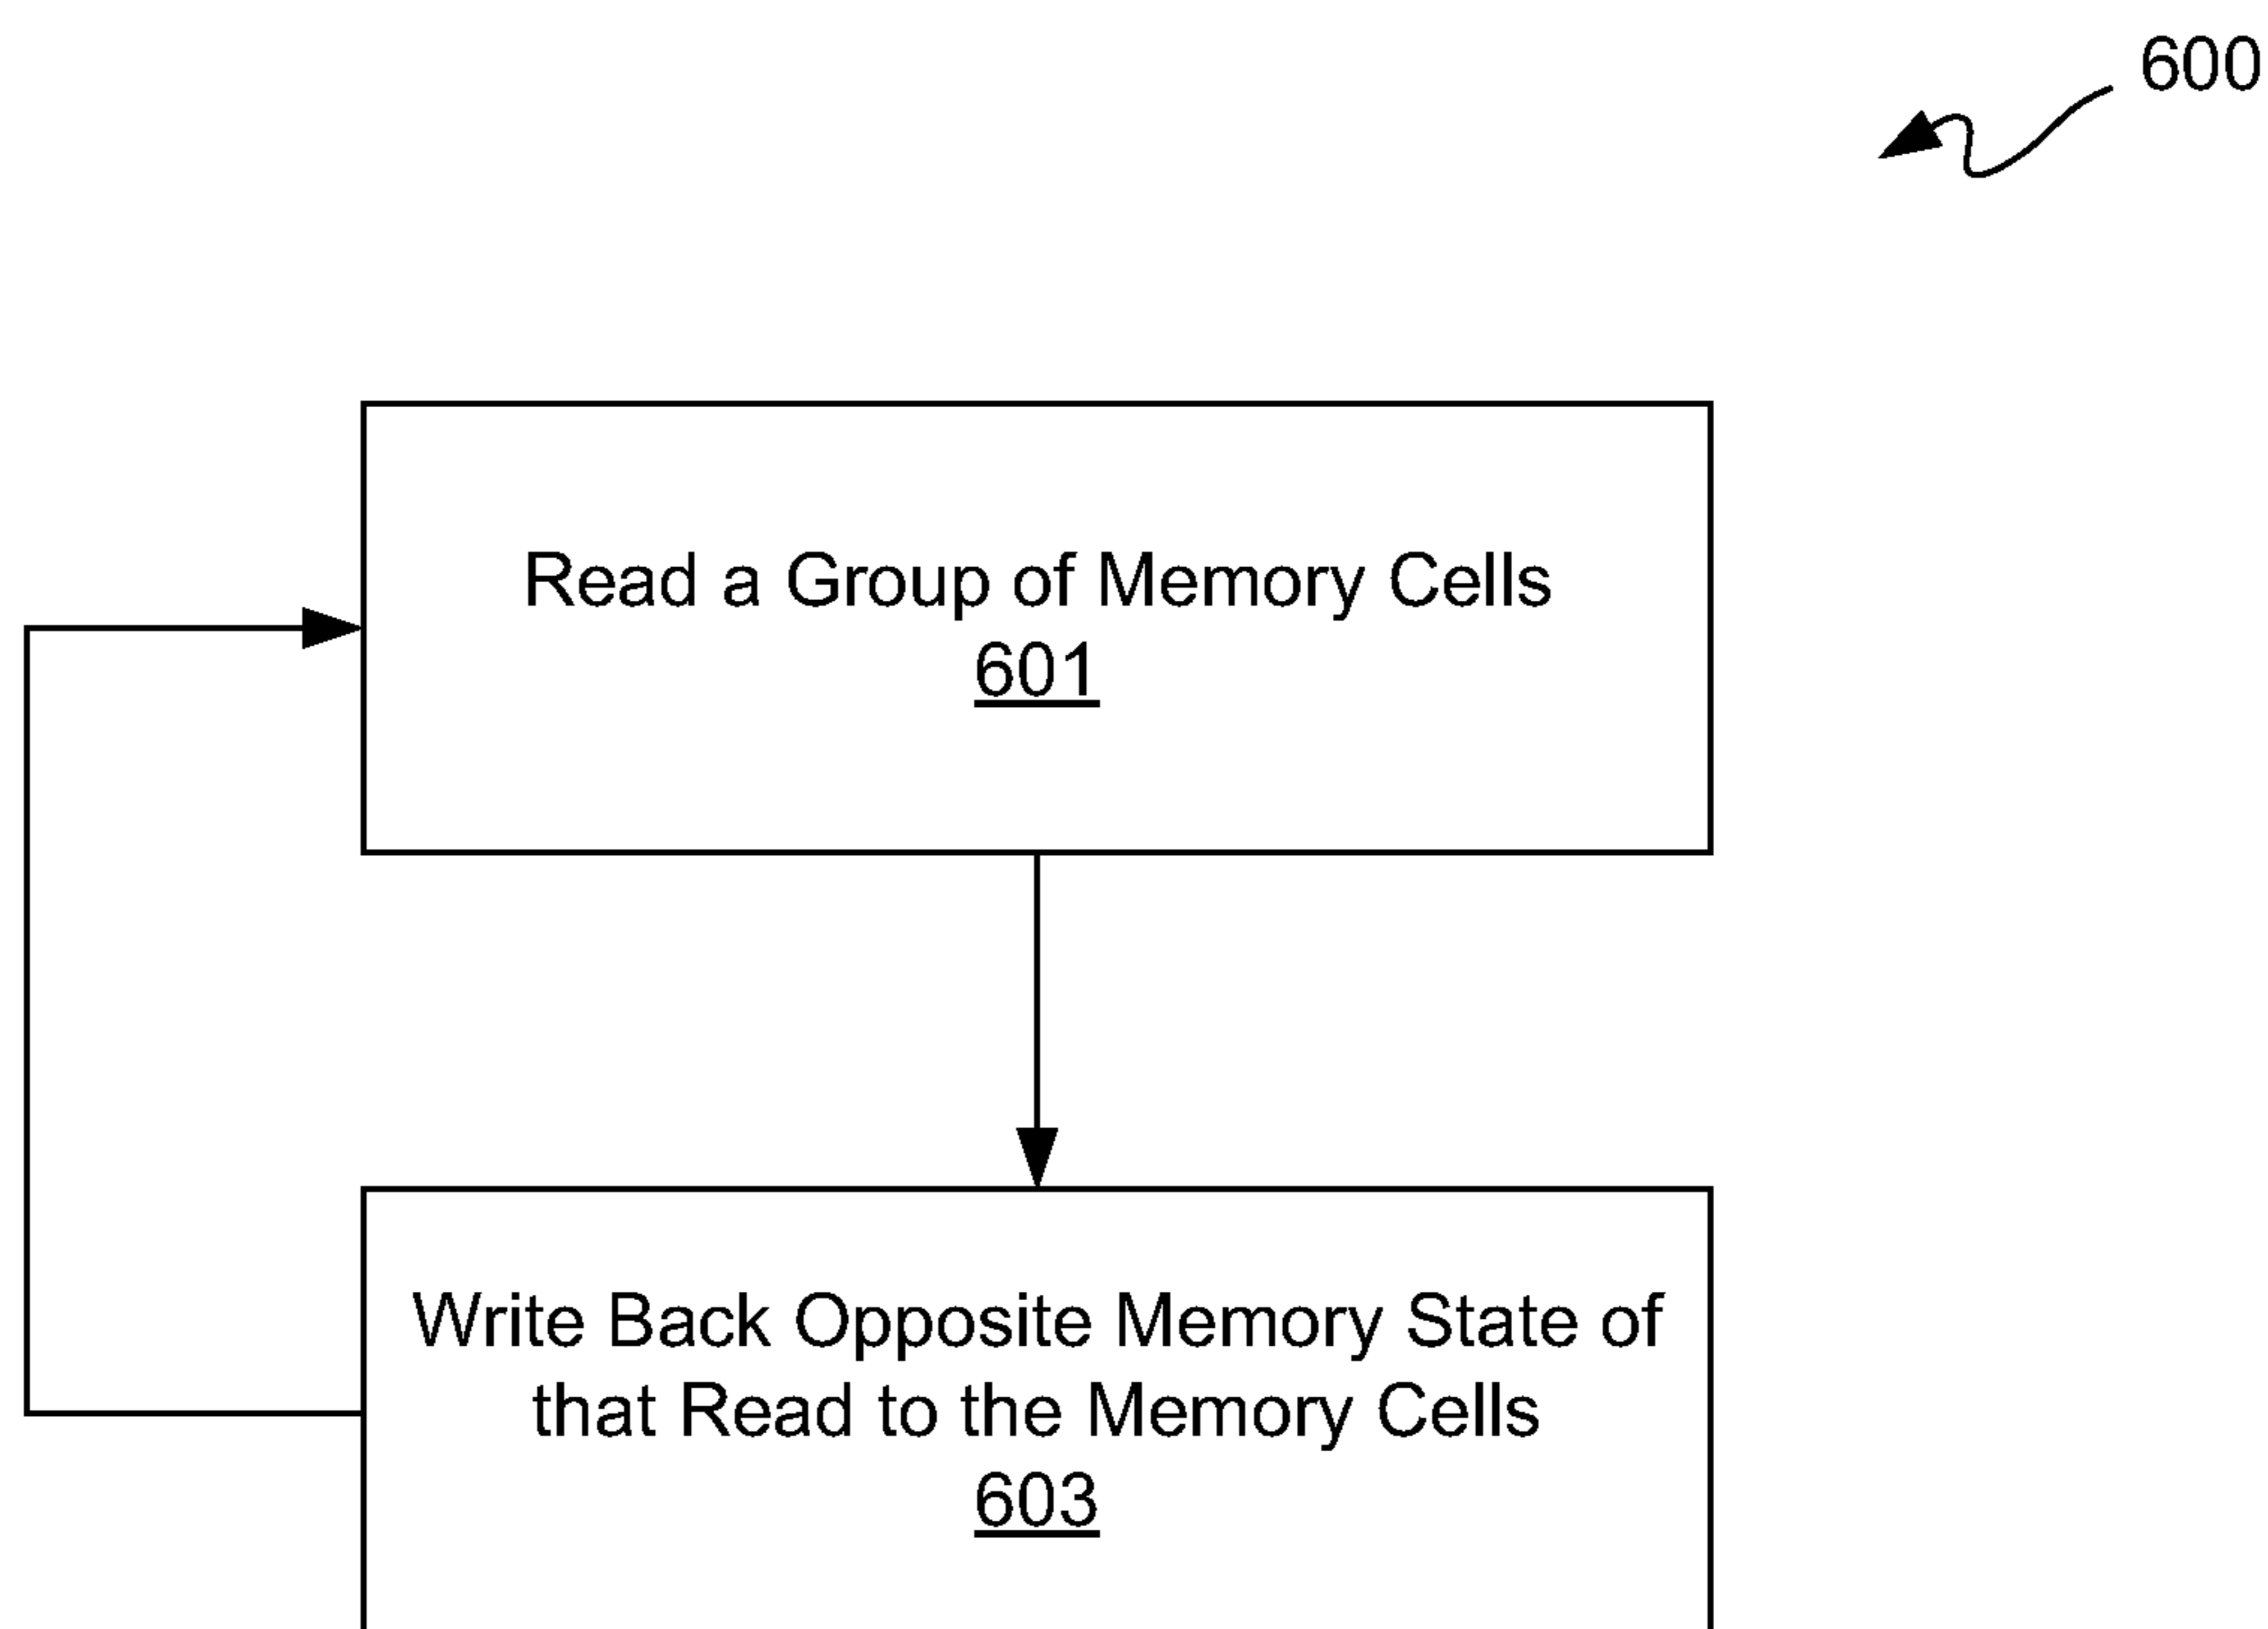 600
Read a Group of Memory Cells
601
Write Back Opposite Memory State of
that Read to the Memory Cells
603